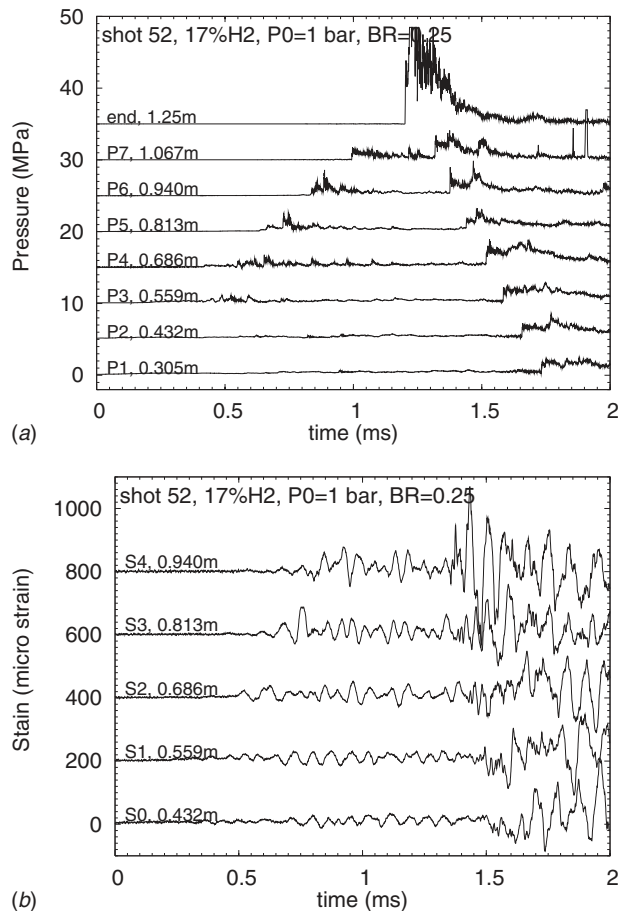 shot 52, 17%H2, P0=1 bar, BR=0.25
50
40
30
20
10
0
Pressure (MPa)
end, 1.25m
P7, 1.067m
P6, 0.940m
P5, 0.813m
P4, 0.686m
P3, 0.559m
P2, 0.432m
P1, 0.305m
0 0.5 1 1.5 2
(a) time (ms)
shot 52, 17%H2, P0=1 bar, BR=0.25
1000
800
600
400
200
0
Stain (micro strain)
S4, 0.940m
S3, 0.813m
S2, 0.686m
S1, 0.559m
S0, 0.432m
0 0.5 1 1.5 2
(b) time (ms)